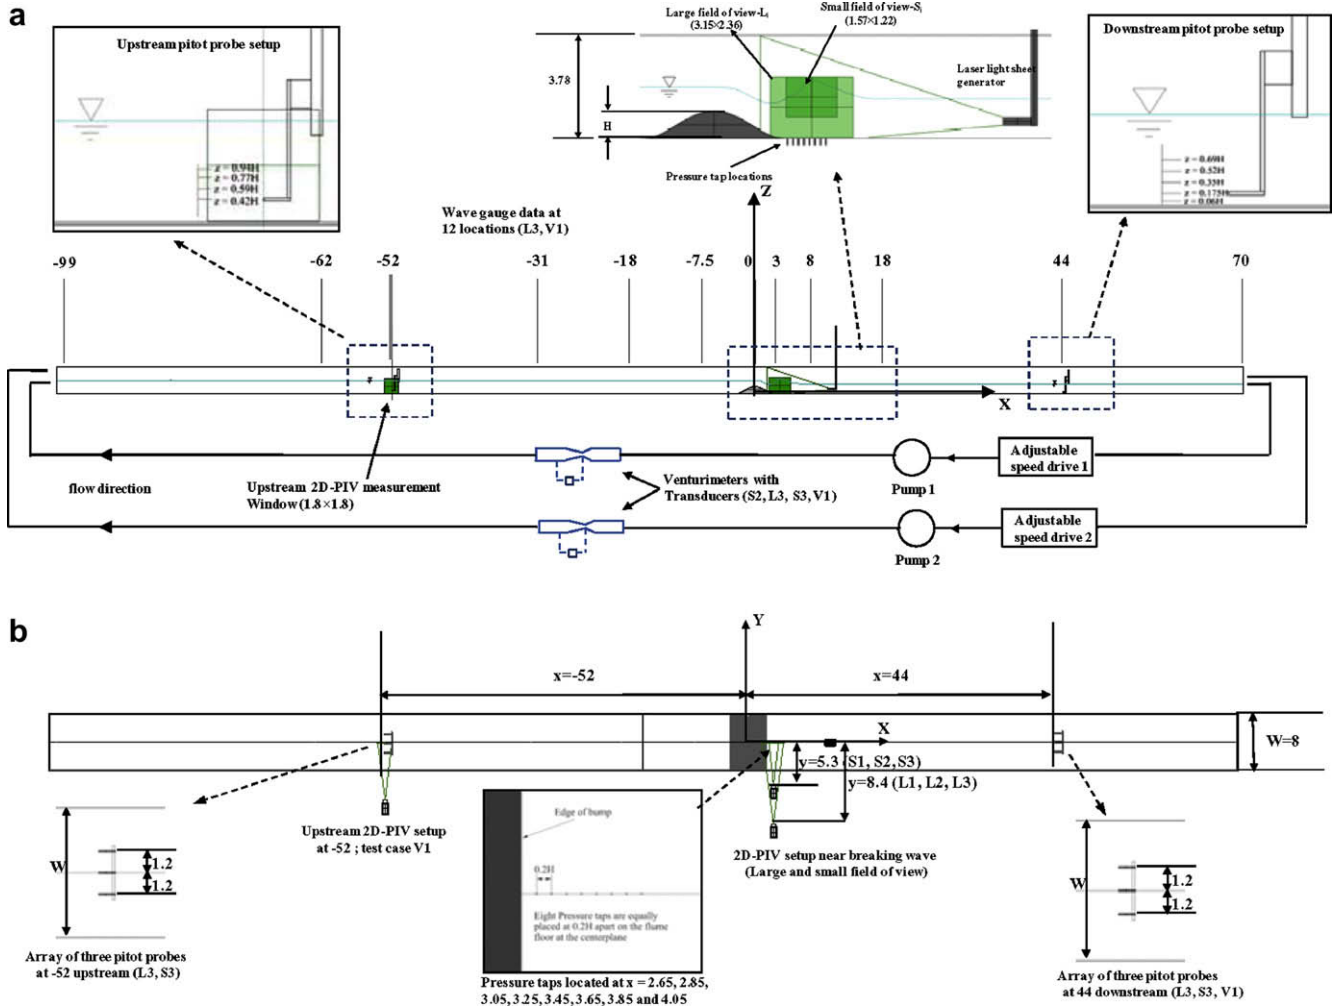 a
Upstream pitot probe setup
z = 0.94H
z = 0.77H
z = 0.59H
z = 0.42H
Large field of view-Li
(3.15×2.36)
Small field of view-Si
(1.57×1.22)
3.78
H
Laser light sheet
generator
Pressure tap locations
Downstream pitot probe setup
z = 0.69H
z = 0.52H
z = 0.35H
z = 0.175H
z = 0.06H
Wave gauge data at
12 locations (L3, V1)
Z
-99
-62
-52
-31
-18
-7.5
0
3
8
18
44
70
X
flow direction
Upstream 2D-PIV measurement
Window (1.8×1.8)
Venturimeters with
Transducers (S2, L3, S3, V1)
Pump 1
Adjustable
speed drive 1
Pump 2
Adjustable
speed drive 2
b
Y
x=-52
x=44
X
W=8
y=5.3 (S1, S2,S3)
y=8.4 (L1, L2, L3)
Upstream 2D-PIV setup
at -52 ; test case V1
2D-PIV setup near breaking wave
(Large and small field of view)
W
1.2
1.2
Array of three pitot probes
at -52 upstream (L3, S3)
Edge of bump
0.2H
Eight Pressure taps are equally
placed at 0.2H apart on the flume
floor at the centerplane
Pressure taps located at x = 2.65, 2.85,
3.05, 3.25, 3.45, 3.65, 3.85 and 4.05
W
1.2
1.2
Array of three pitot probes
at 44 downstream (L3, S3, V1)